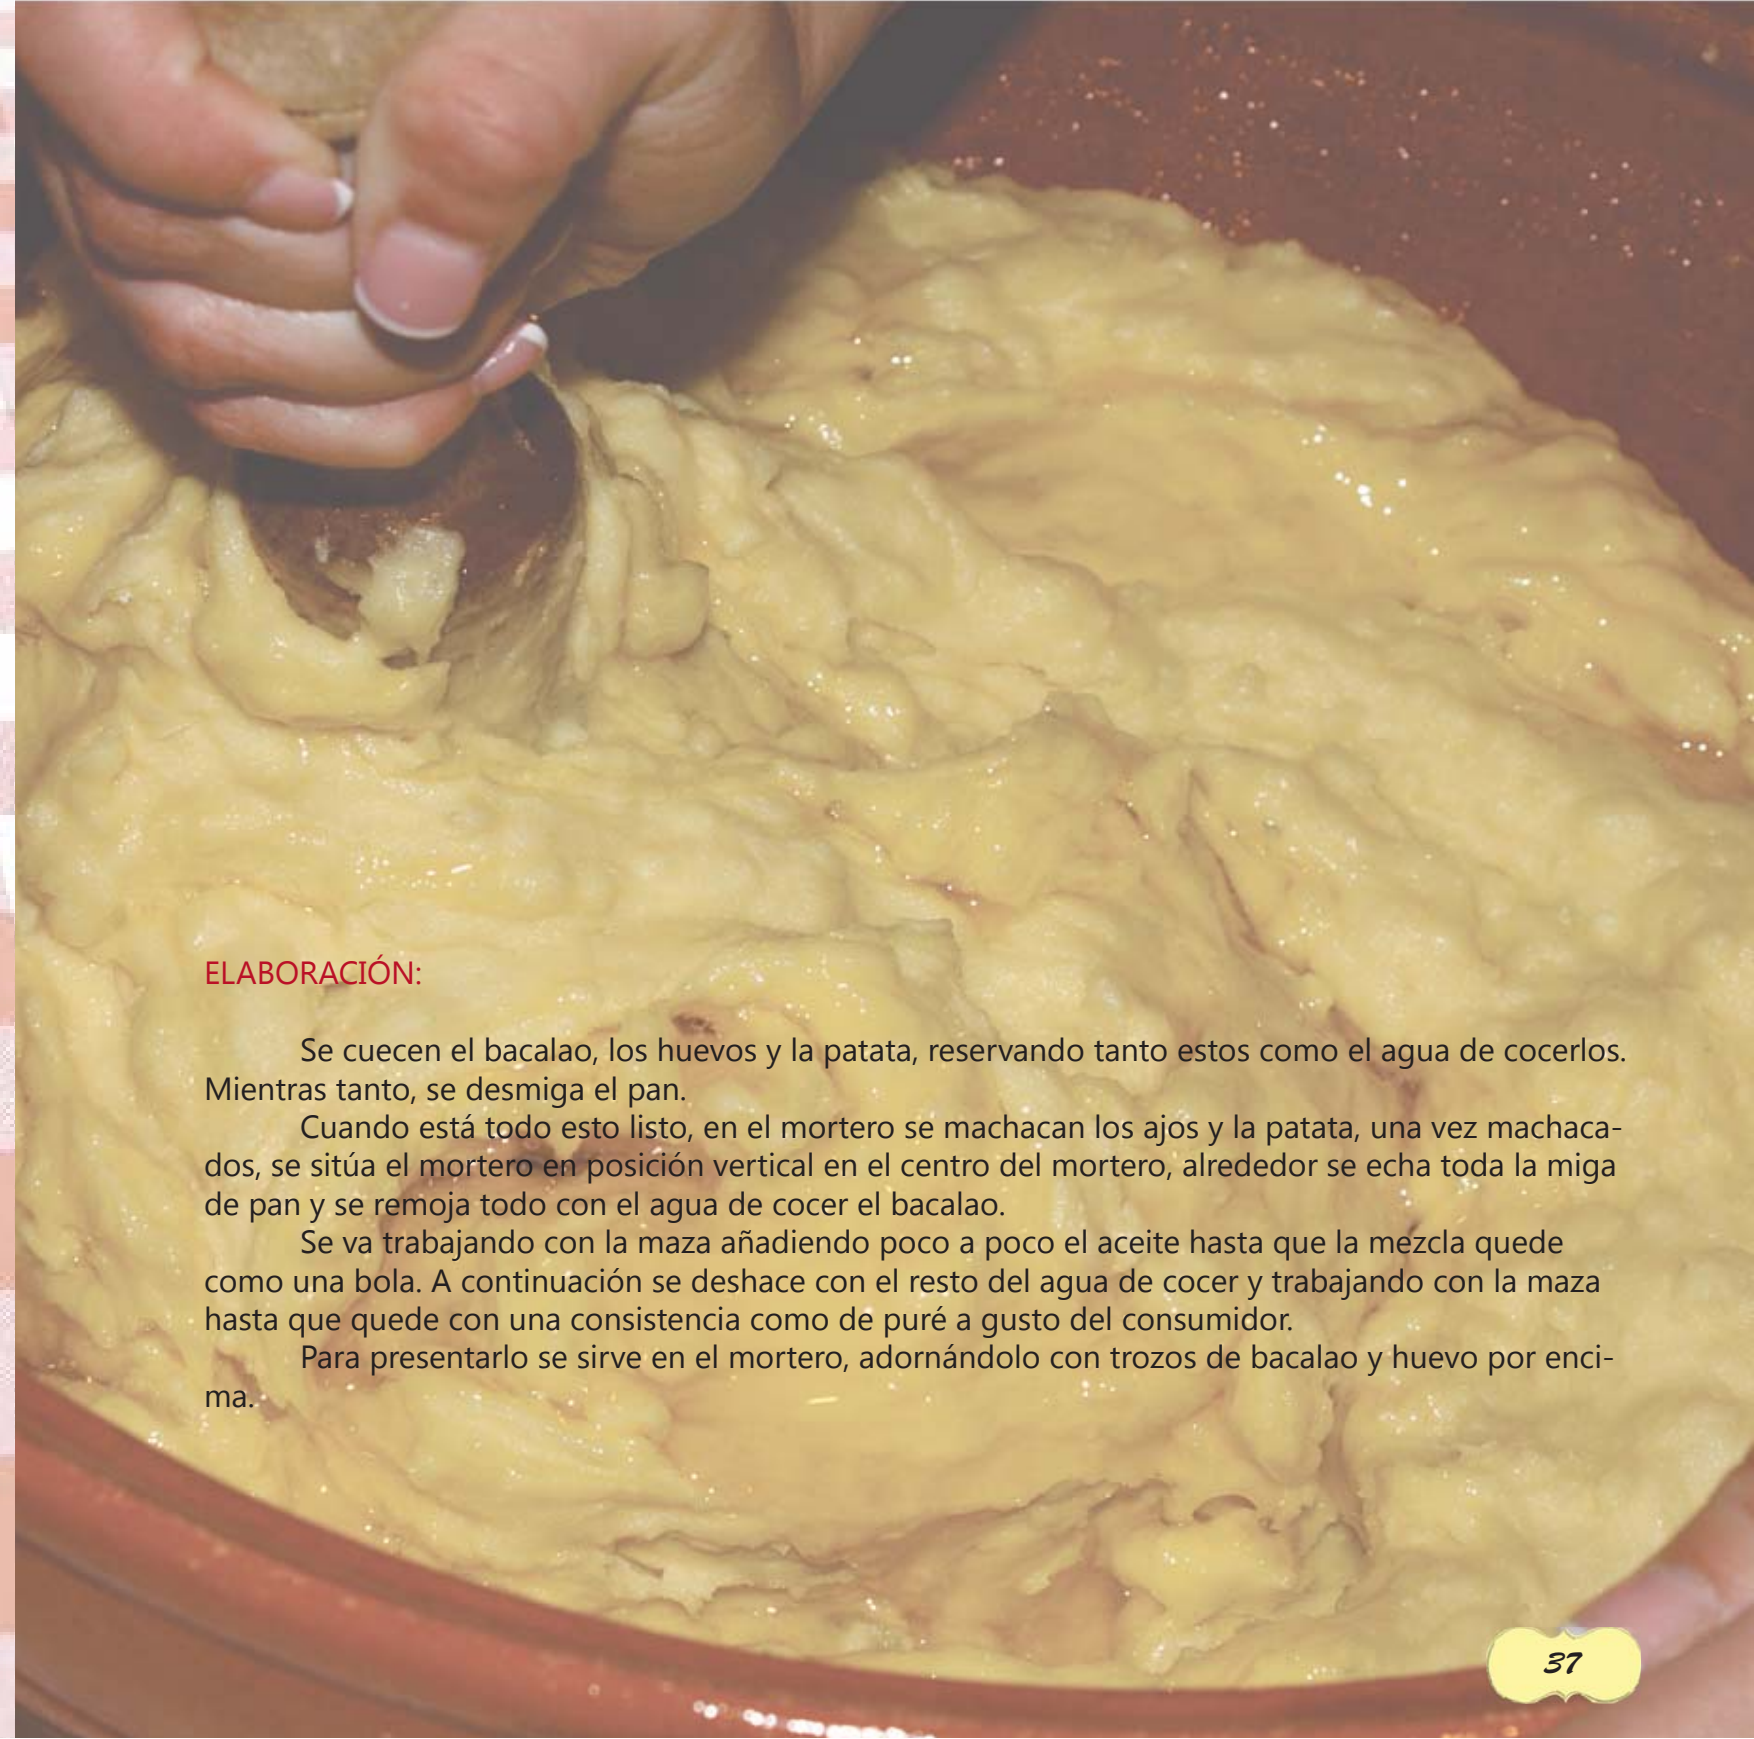 ELABORACIÓN:
Se cuecen el bacalao, los huevos y la patata, reservando tanto estos como el agua de cocerlos.
Mientras tanto, se desmiga el pan.
Cuando está todo esto listo, en el mortero se machacan los ajos y la patata, una vez machaca-
dos, se sitúa el mortero en posición vertical en el centro del mortero, alrededor se echa toda la miga
de pan y se remoja todo con el agua de cocer el bacalao.
Se va trabajando con la maza añadiendo poco a poco el aceite hasta que la mezcla quede
como una bola. A continuación se deshace con el resto del agua de cocer y trabajando con la maza
hasta que quede con una consistencia como de puré a gusto del consumidor.
Para presentarlo se sirve en el mortero, adornándolo con trozos de bacalao y huevo por enci-
ma.
37